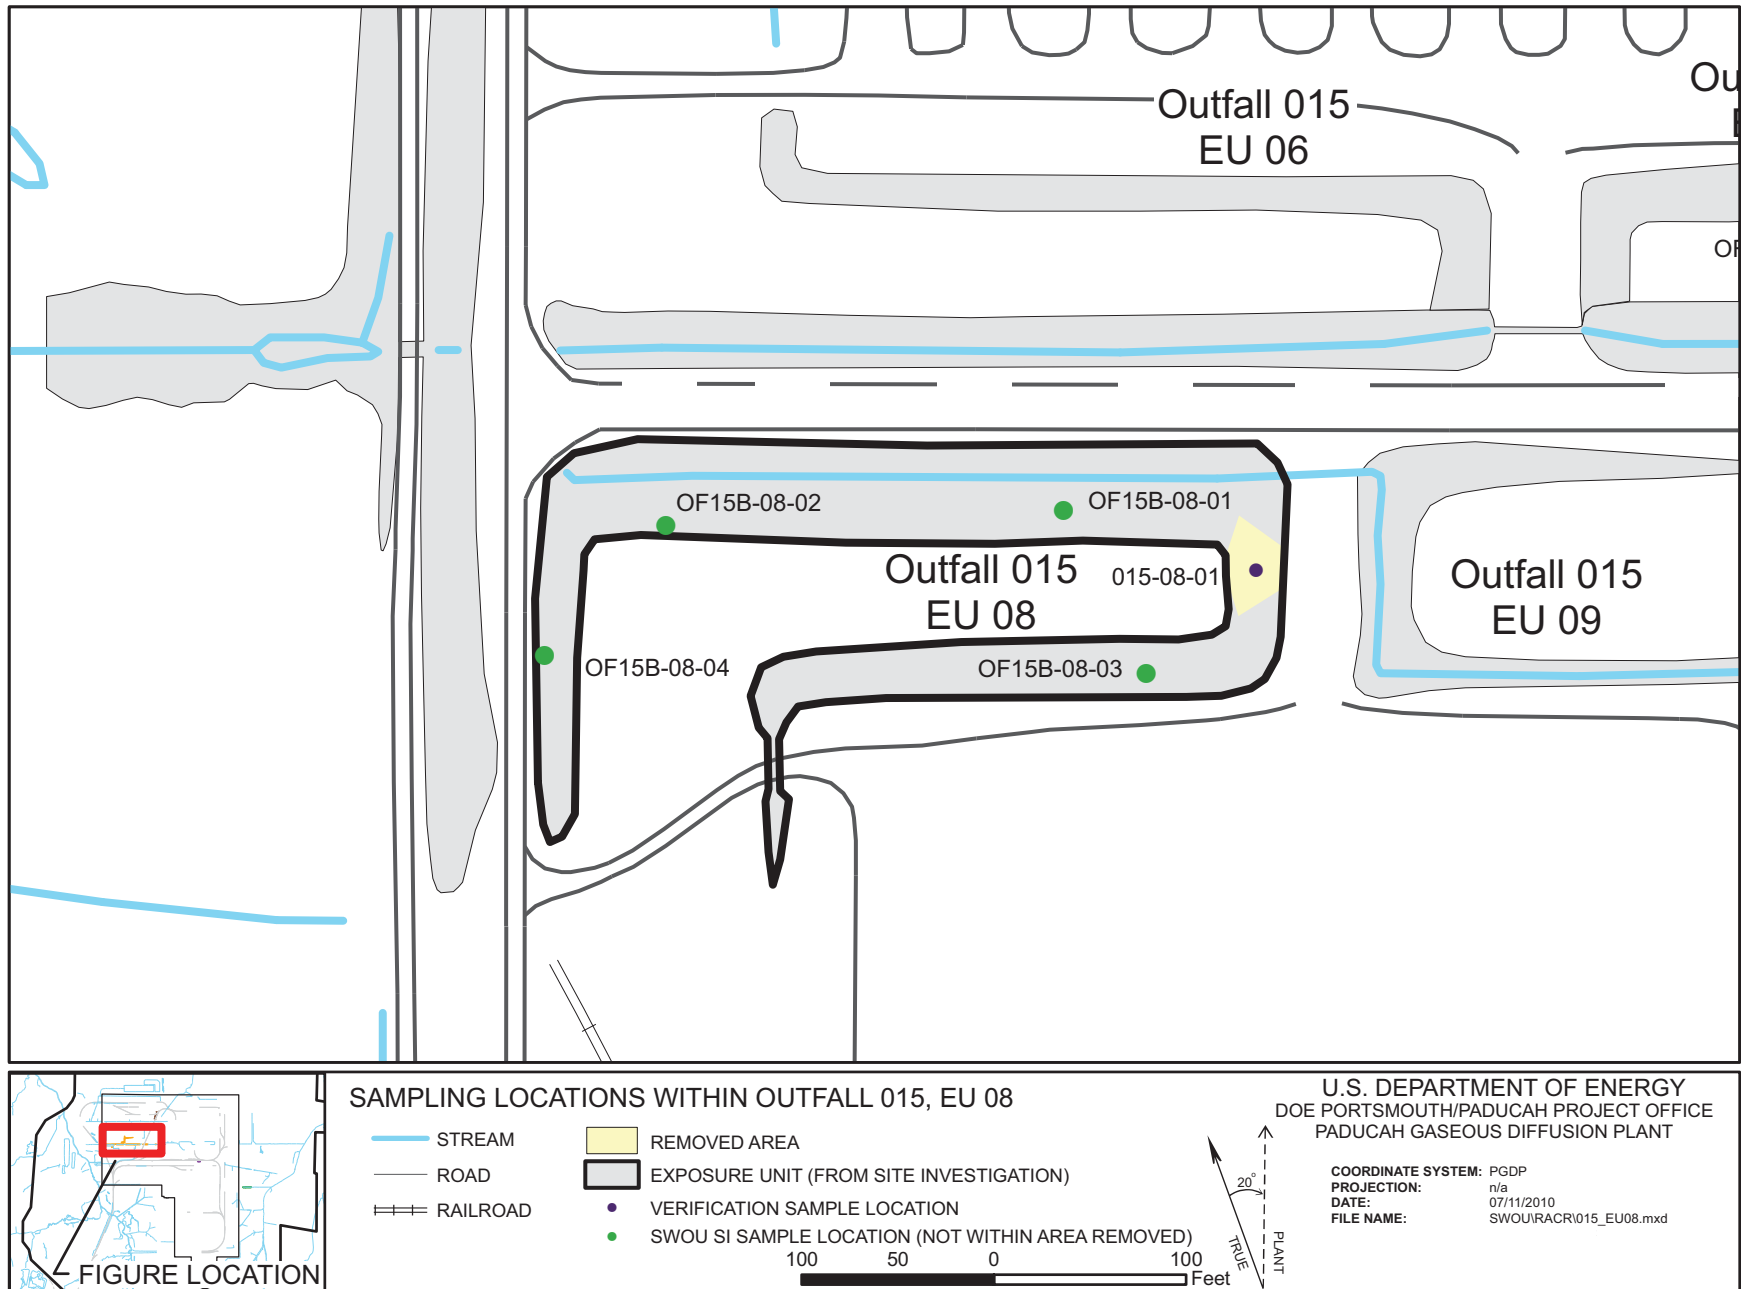 Ou
Outfall 015
EU 06
OF
OF15B-08-02
OF15B-08-01
Outfall 015
EU 08
015-08-01
Outfall 015
EU 09
OF15B-08-04
OF15B-08-03
FIGURE LOCATION
SAMPLING LOCATIONS WITHIN OUTFALL 015, EU 08
STREAM
ROAD
RAILROAD
REMOVED AREA
EXPOSURE UNIT (FROM SITE INVESTIGATION)
VERIFICATION SAMPLE LOCATION
SWOU SI SAMPLE LOCATION (NOT WITHIN AREA REMOVED)
100 50 0 100
Feet
20°
TRUE
PLANT
U.S. DEPARTMENT OF ENERGY
DOE PORTSMOUTH/PADUCAH PROJECT OFFICE
PADUCAH GASEOUS DIFFUSION PLANT
COORDINATE SYSTEM: PGDP
PROJECTION: n/a
DATE: 07/11/2010
FILE NAME: SWOU\RACR\015_EU08.mxd